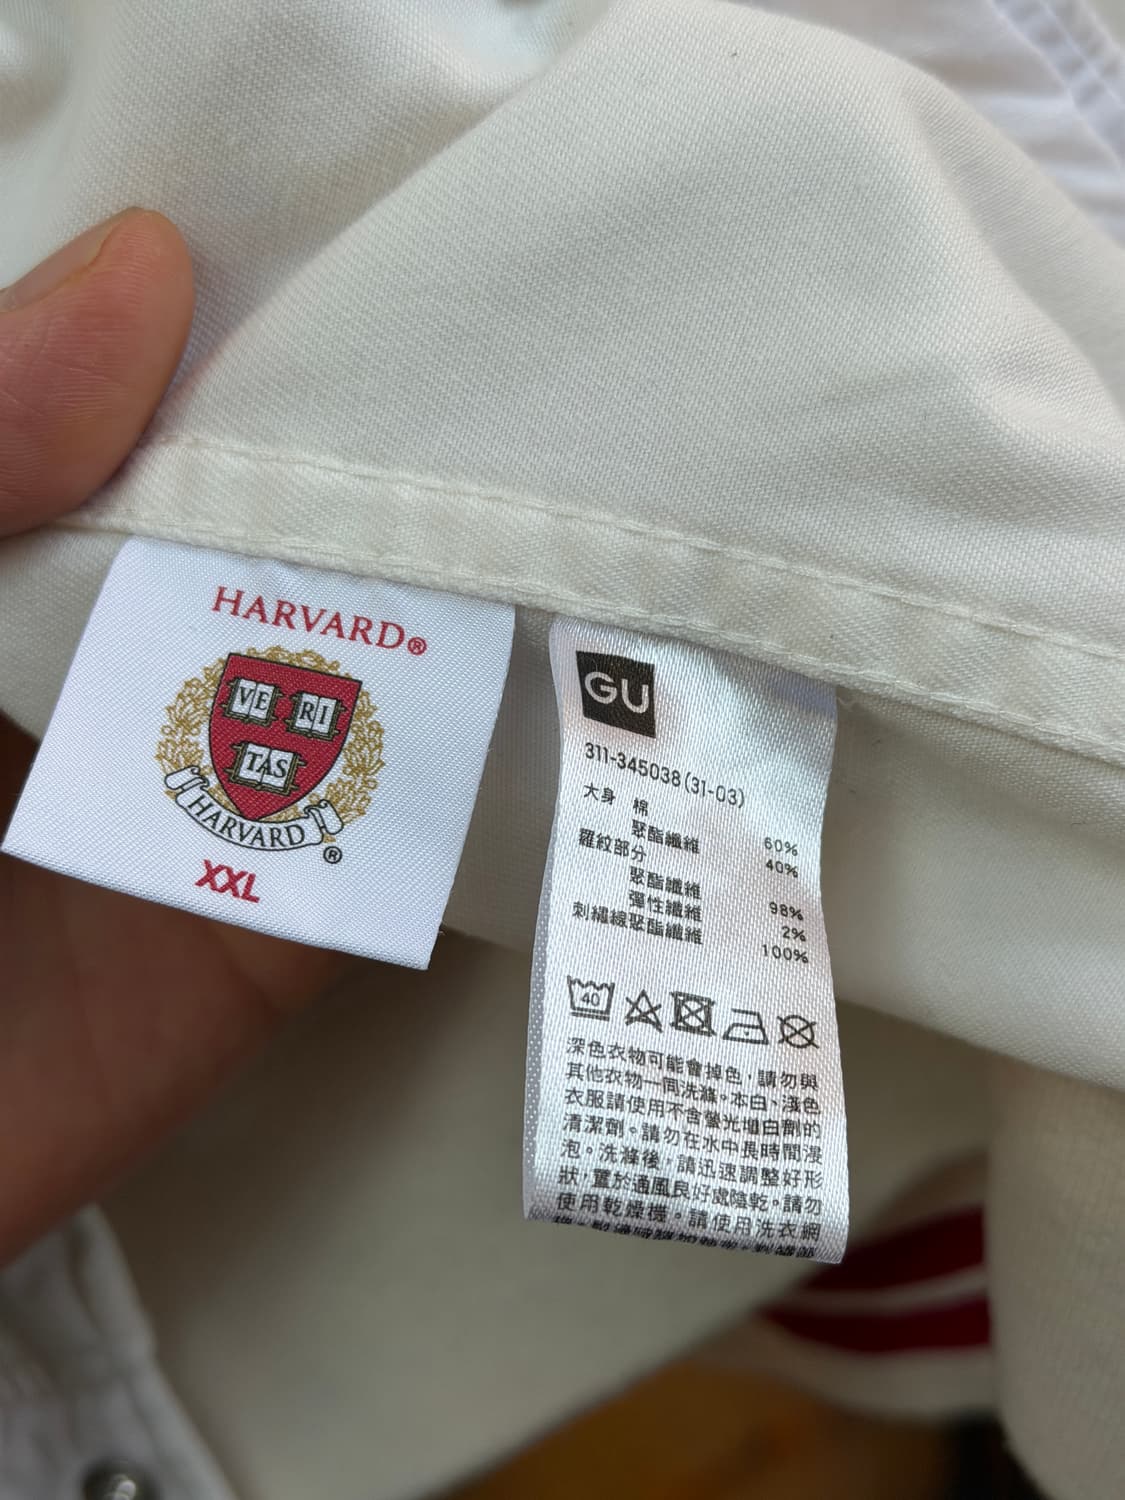 HARVARD®
VE RI
TAS
HARVARD
®
XXL
GU
311-345038(31-03)
大身 棉 60%
聚酯纖維 40%
羅紋部分
聚酯纖維 98%
彈性纖維 2%
刺繡線聚酯纖維 100%
40
深色衣物可能會掉色,請勿與
其他衣物一同洗滌。本白、淺色
衣服請使用不含螢光增白劑的
清潔劑。請勿在水中長時間浸
泡。洗滌後,請迅速調整好形
狀,置於通風良好處陰乾。請勿
使用乾燥機。請使用洗衣網